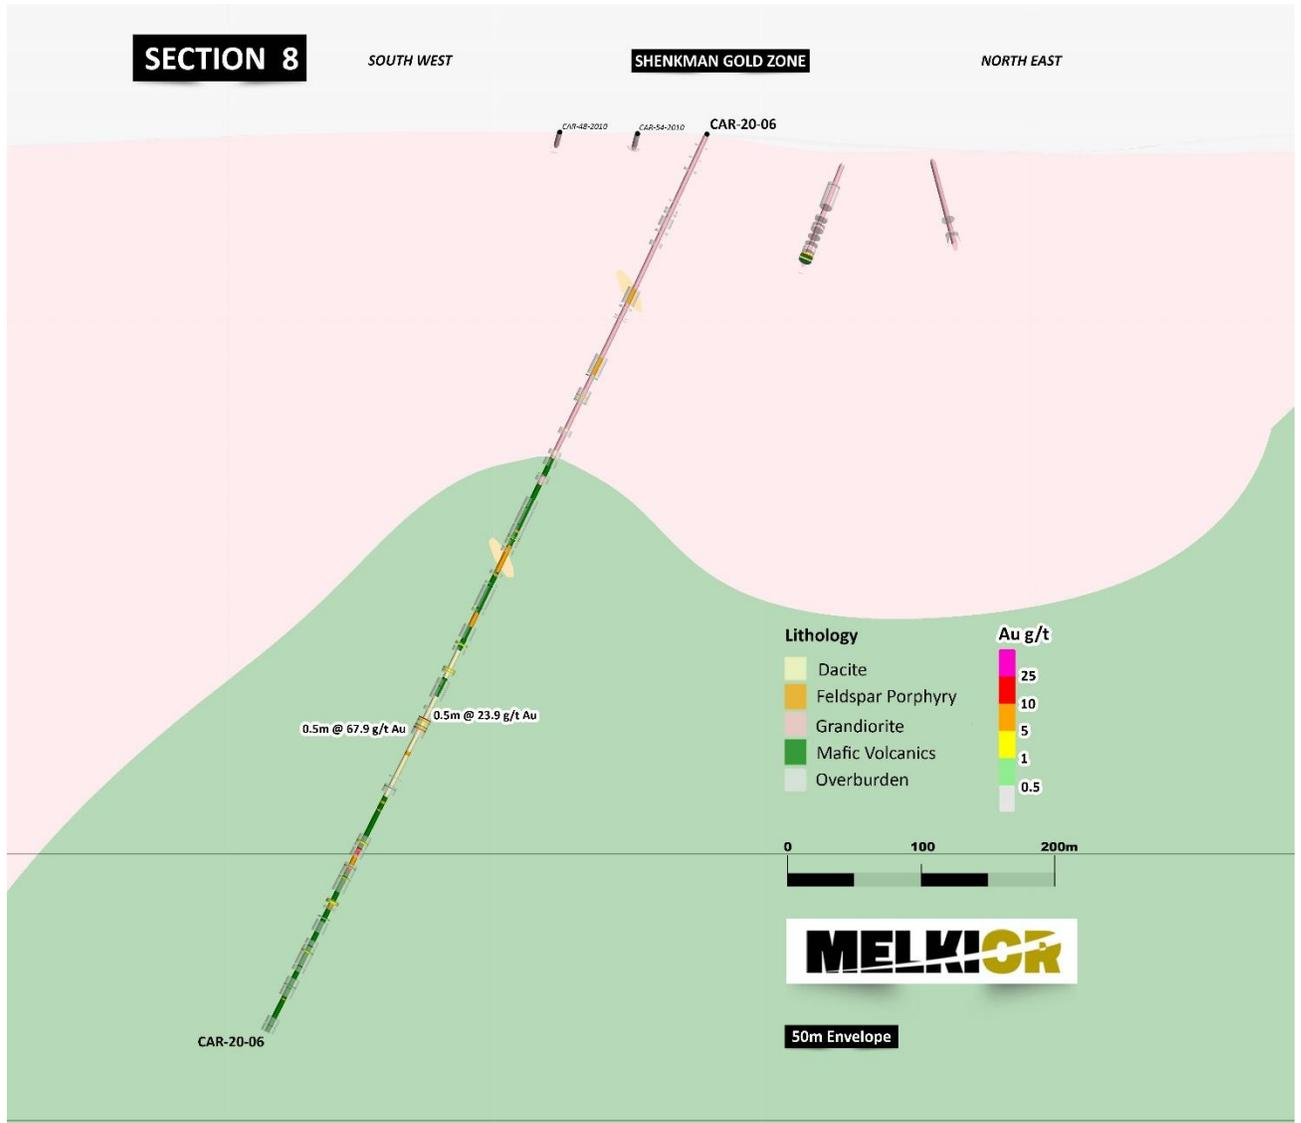 SECTION 8
SOUTH WEST
SHENKMAN GOLD ZONE
NORTH EAST
CAR-48-2010
CAR-54-2010
CAR-20-06
0.5m @ 67.9 g/t Au
0.5m @ 23.9 g/t Au
Lithology
Dacite
Feldspar Porphyry
Grandiorite
Mafic Volcanics
Overburden
Au g/t
25
10
5
1
0.5
0 100 200m
MELKIOR
50m Envelope
CAR-20-06